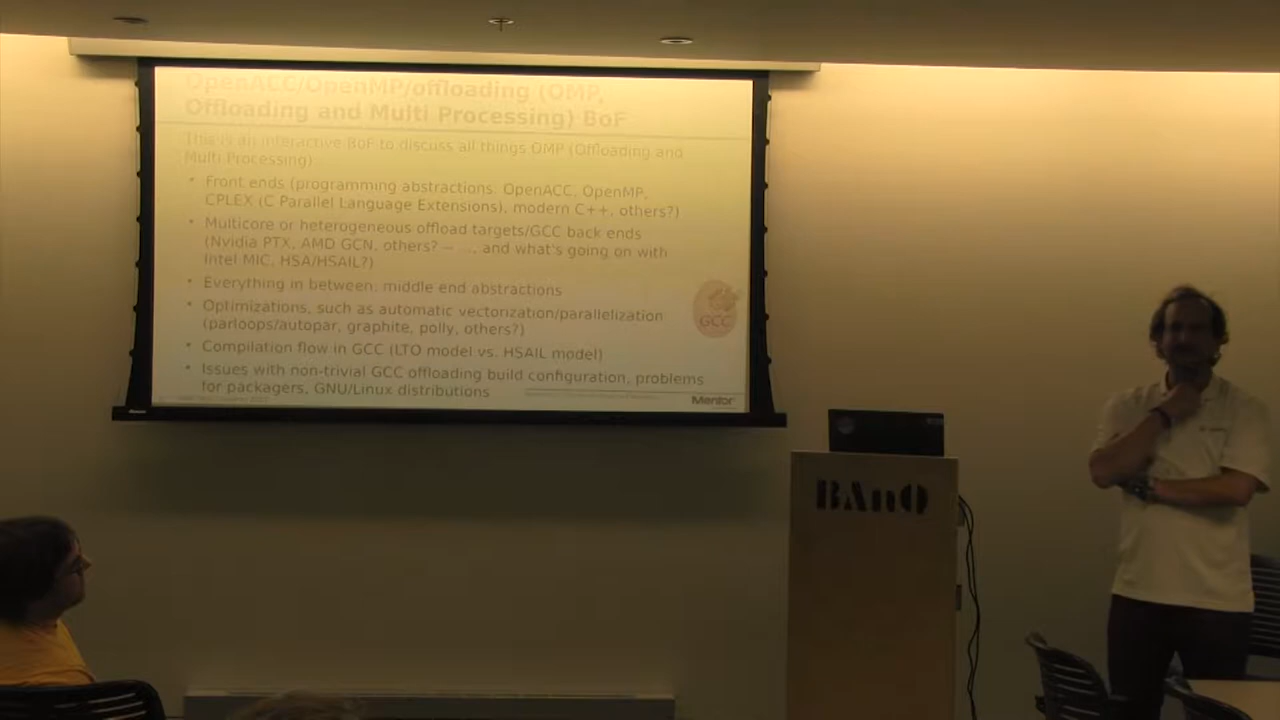 OpenACC/OpenMP/offloading (OMP,
Offloading and Multi Processing) BoF
This is an interactive BoF to discuss all things OMP (Offloading and
Multi Processing):
• Front ends (programming abstractions: OpenACC, OpenMP,
CPLEX (C Parallel Language Extensions), modern C++, others?)
• Multicore or heterogeneous offload targets/GCC back ends
(Nvidia PTX, AMD GCN, others? — ... and what's going on with
Intel MIC, HSA/HSAIL?)
• Everything in between: middle end abstractions
• Optimizations, such as automatic vectorization/parallelization
(parloops/autopar, graphite, polly, others?)
• Compilation flow in GCC (LTO model vs. HSAIL model)
• Issues with non-trivial GCC offloading build configuration, problems
for packagers, GNU/Linux distributions
GCC
Mentor
BAnQ